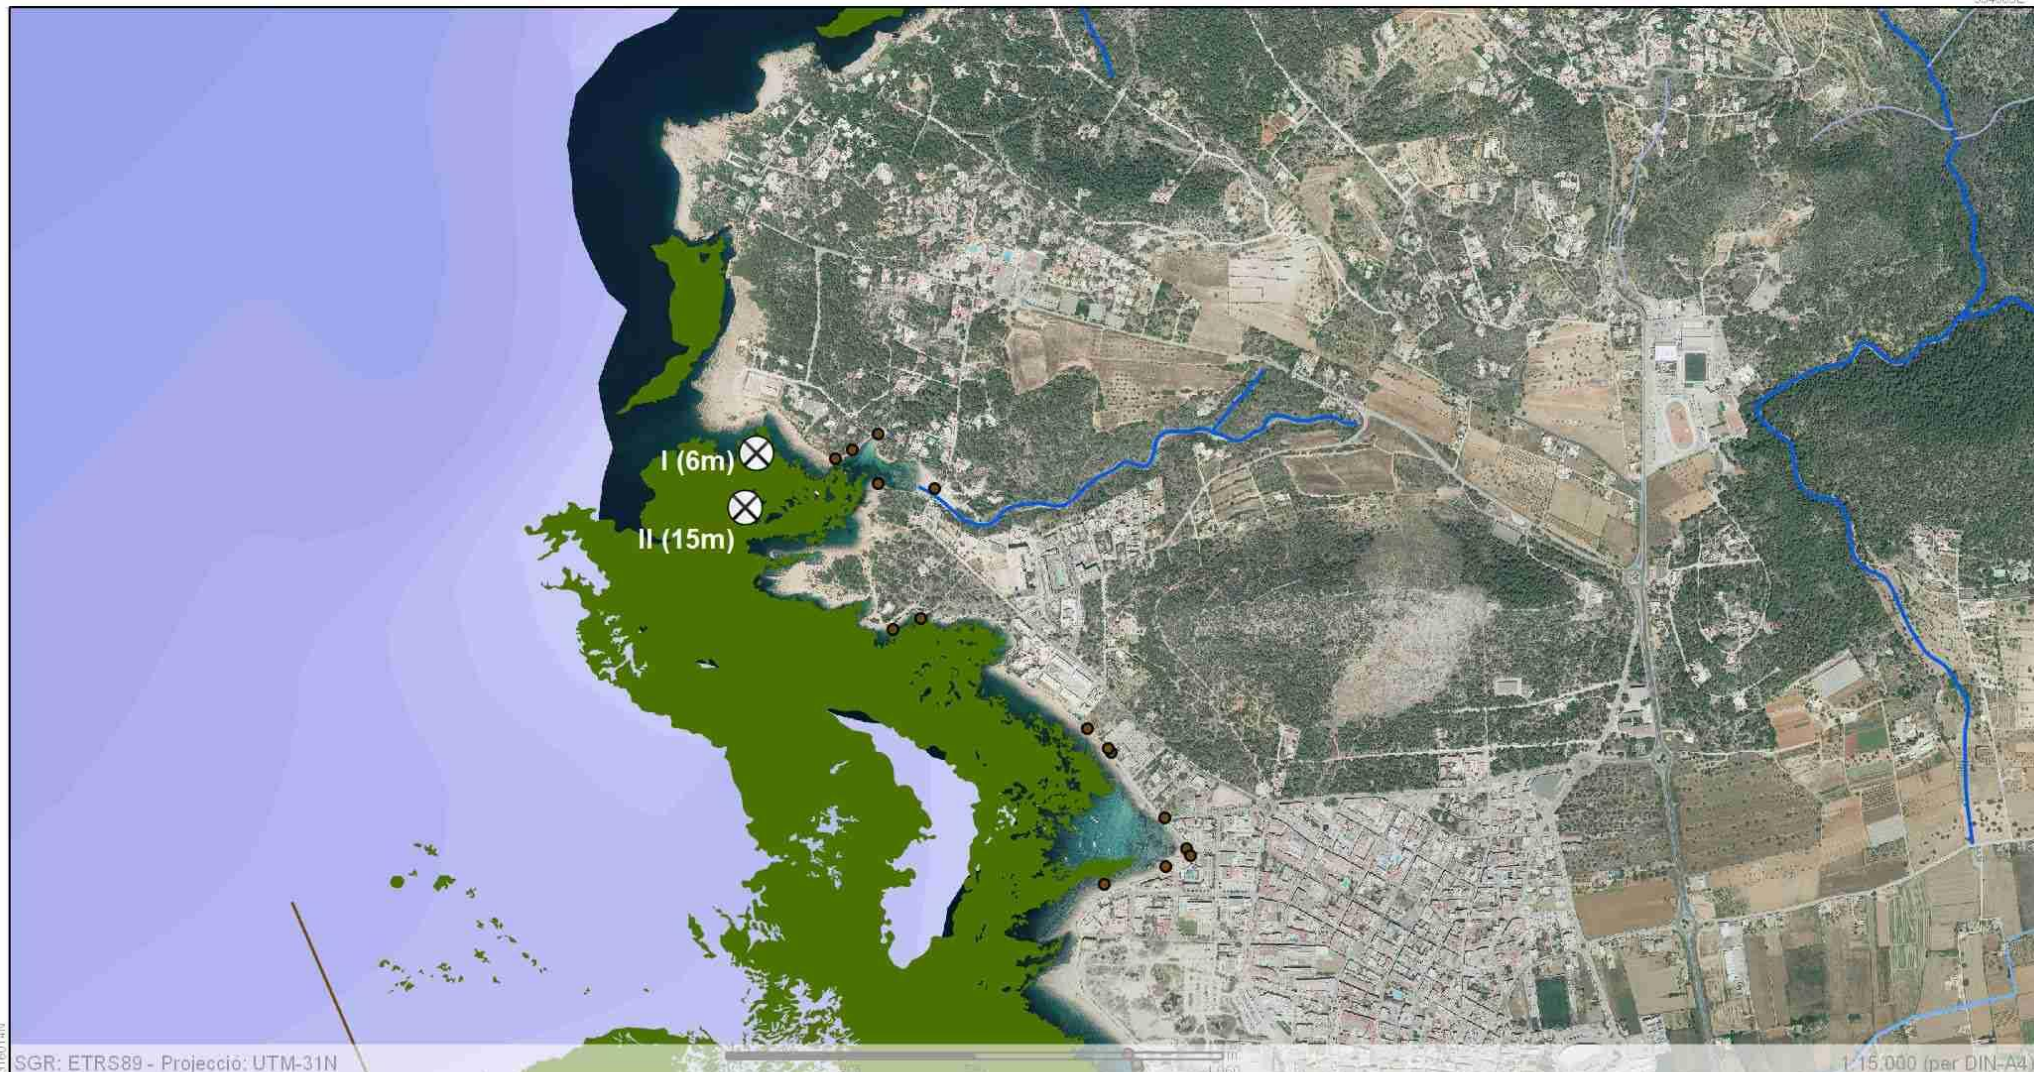 I (6m)
II (15m)
SGR: ETRS89 - Projecció: UTM-31N
1:15.000 (per DIN-A4)